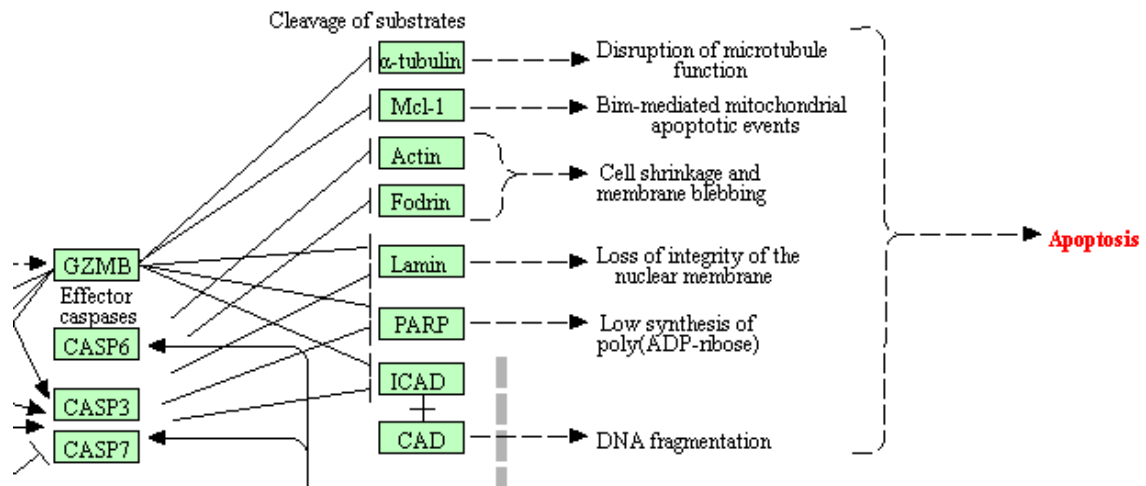 Cleavage of substrates
α-tubulin
Disruption of microtubule
function
Mcl-1
Bim-mediated mitochondrial
apoptotic events
Actin
Cell shrinkage and
membrane blebbing
Fodrin
Apoptosis
GZMB
Lamin
Loss of integrity of the
nuclear membrane
Effector
caspases
PARP
Low synthesis of
poly(ADP-ribose)
CASP6
ICAD
CASP3
CAD
DNA fragmentation
CASP7